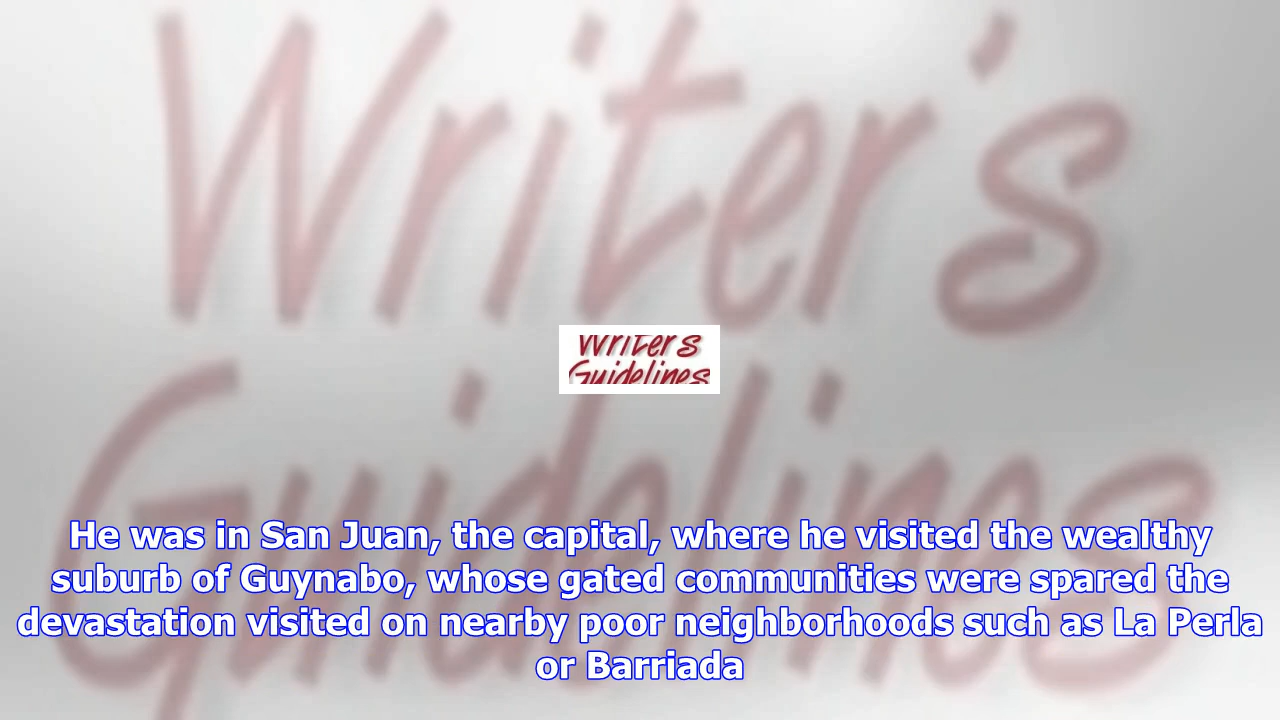 Writer's
Guidelines
Writer's
Guidelines
He was in San Juan, the capital, where he visited the wealthy
suburb of Guynabo, whose gated communities were spared the
devastation visited on nearby poor neighborhoods such as La Perla
or Barriada